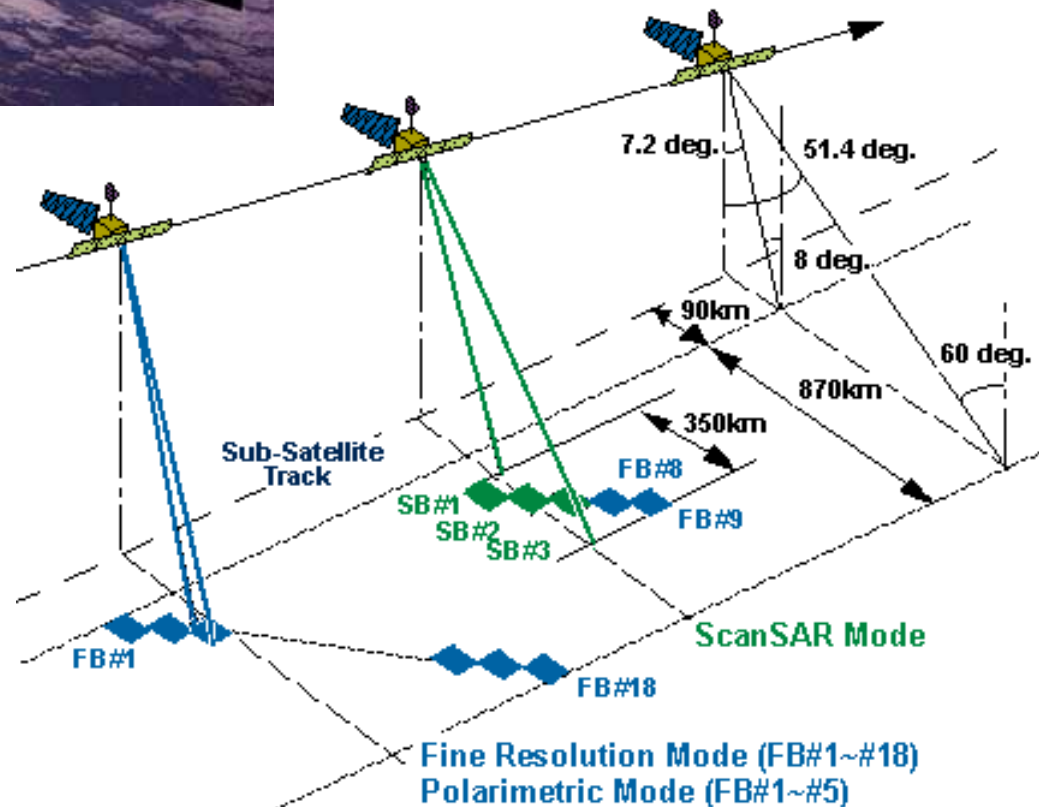 7.2 deg.
51.4 deg.
8 deg.
90km
60 deg.
870km
350km
Sub-Satellite
Track
FB#8
SB#1
FB#9
SB#2
SB#3
ScanSAR Mode
FB#1
FB#18
Fine Resolution Mode (FB#1~#18)
Polarimetric Mode (FB#1~#5)